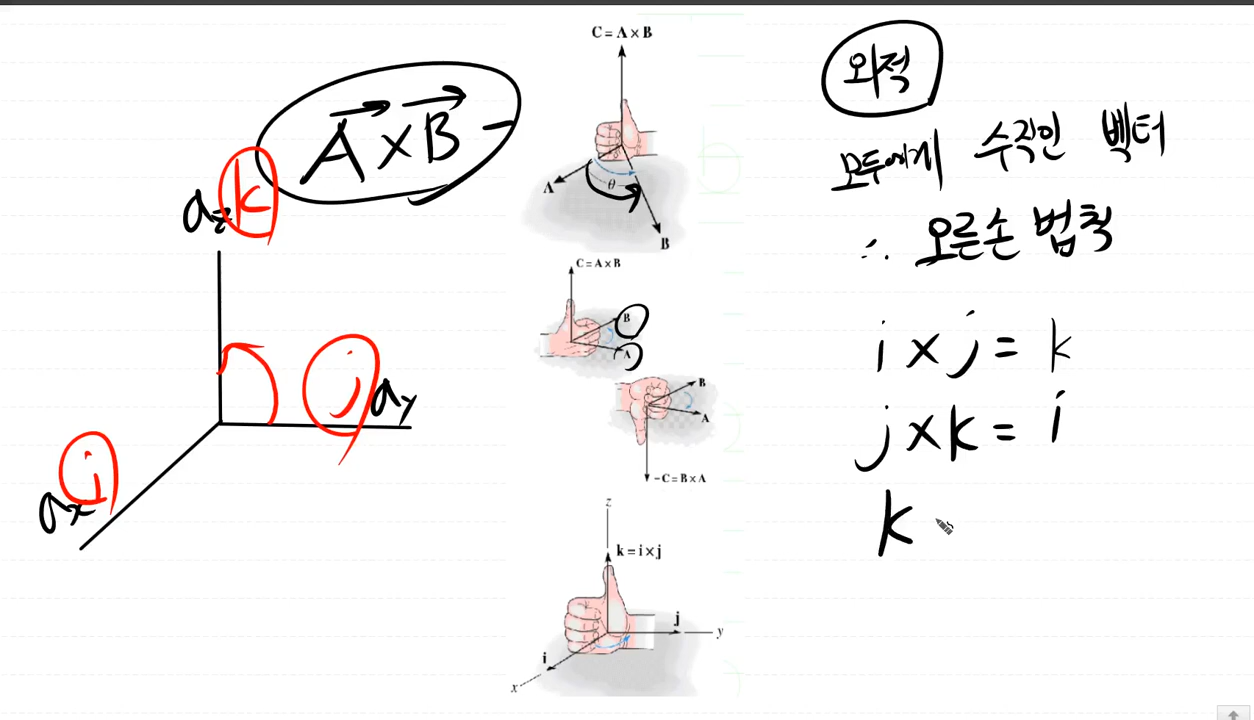 A×B
a_z k
j a_y
a_x i
C = A × B
A
θ
B
C = A × B
B
A
B
A
−C = B × A
z
k = i × j
j
y
i
x
외적
모두에게 수직인 벡터
∴ 오른손 법칙
i × j = k
j × k = i
k